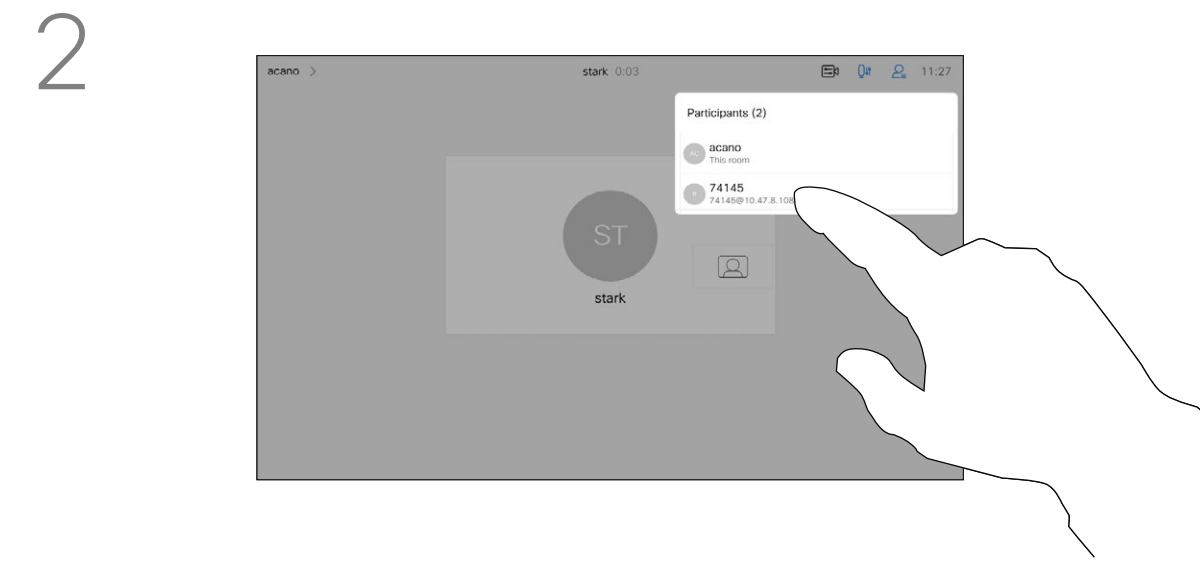 2
acano >
stark 0:03
11:27
Participants (2)
AC
acano
This room
74145
74145@10.47.8.108
ST
stark